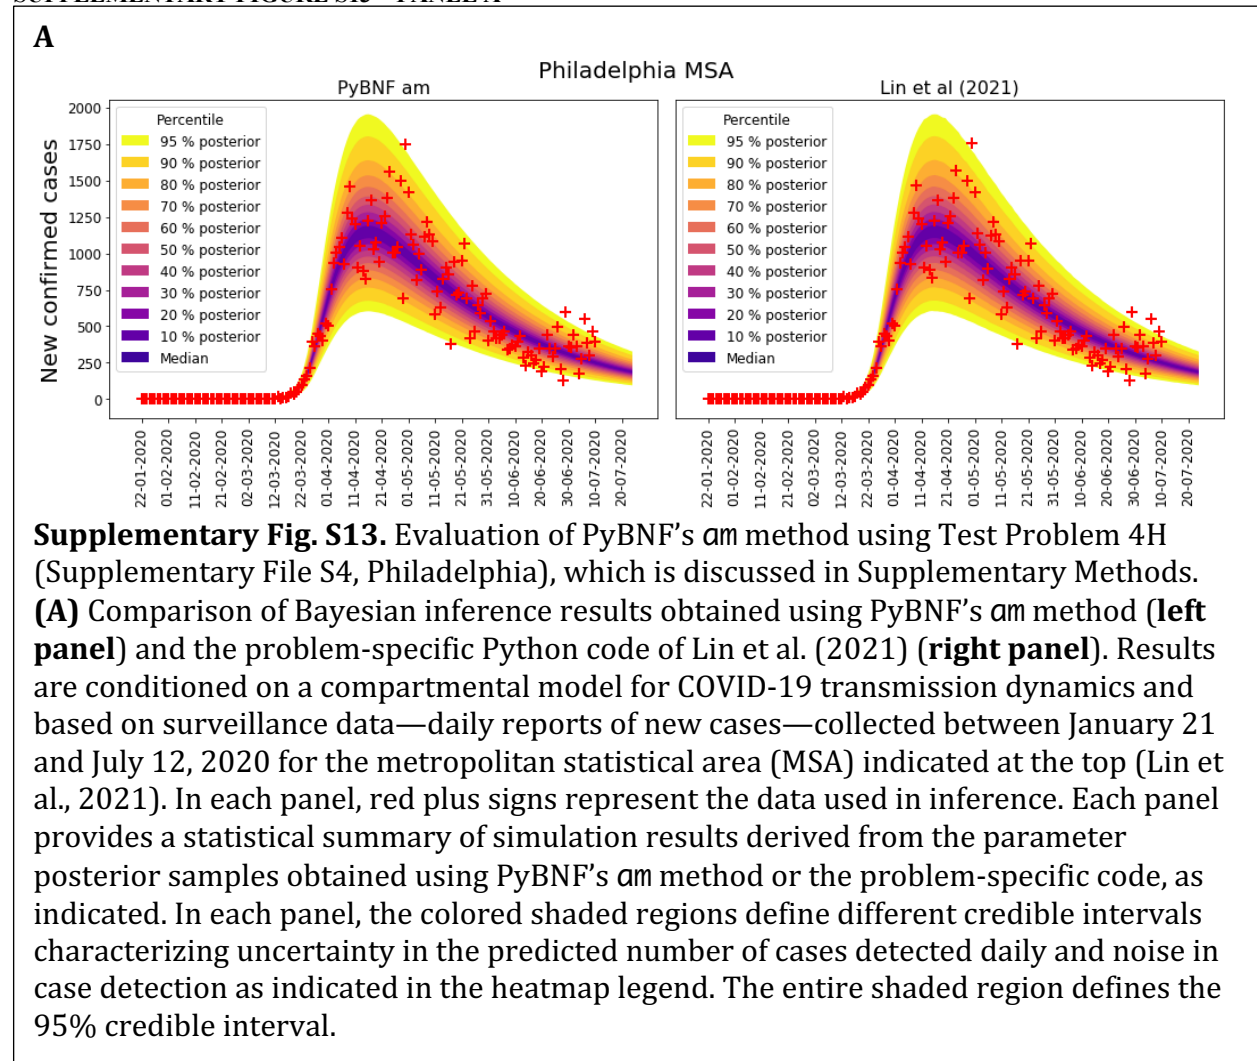 SUPPLEMENTARY FIGURE S13 – PANEL A
A
Philadelphia MSA
PyBNF am
Lin et al (2021)
New confirmed cases
2000
1750
1500
1250
1000
750
500
250
0
Percentile
95 % posterior
90 % posterior
80 % posterior
70 % posterior
60 % posterior
50 % posterior
40 % posterior
30 % posterior
20 % posterior
10 % posterior
Median
Percentile
95 % posterior
90 % posterior
80 % posterior
70 % posterior
60 % posterior
50 % posterior
40 % posterior
30 % posterior
20 % posterior
10 % posterior
Median
22-01-2020
01-02-2020
11-02-2020
21-02-2020
02-03-2020
12-03-2020
22-03-2020
01-04-2020
11-04-2020
21-04-2020
01-05-2020
11-05-2020
21-05-2020
31-05-2020
10-06-2020
20-06-2020
30-06-2020
10-07-2020
20-07-2020
22-01-2020
01-02-2020
11-02-2020
21-02-2020
02-03-2020
12-03-2020
22-03-2020
01-04-2020
11-04-2020
21-04-2020
01-05-2020
11-05-2020
21-05-2020
31-05-2020
10-06-2020
20-06-2020
30-06-2020
10-07-2020
20-07-2020
Supplementary Fig. S13. Evaluation of PyBNF's am method using Test Problem 4H
(Supplementary File S4, Philadelphia), which is discussed in Supplementary Methods.
(A) Comparison of Bayesian inference results obtained using PyBNF's am method (left
panel) and the problem-specific Python code of Lin et al. (2021) (right panel). Results
are conditioned on a compartmental model for COVID-19 transmission dynamics and
based on surveillance data—daily reports of new cases—collected between January 21
and July 12, 2020 for the metropolitan statistical area (MSA) indicated at the top (Lin et
al., 2021). In each panel, red plus signs represent the data used in inference. Each panel
provides a statistical summary of simulation results derived from the parameter
posterior samples obtained using PyBNF's am method or the problem-specific code, as
indicated. In each panel, the colored shaded regions define different credible intervals
characterizing uncertainty in the predicted number of cases detected daily and noise in
case detection as indicated in the heatmap legend. The entire shaded region defines the
95% credible interval.